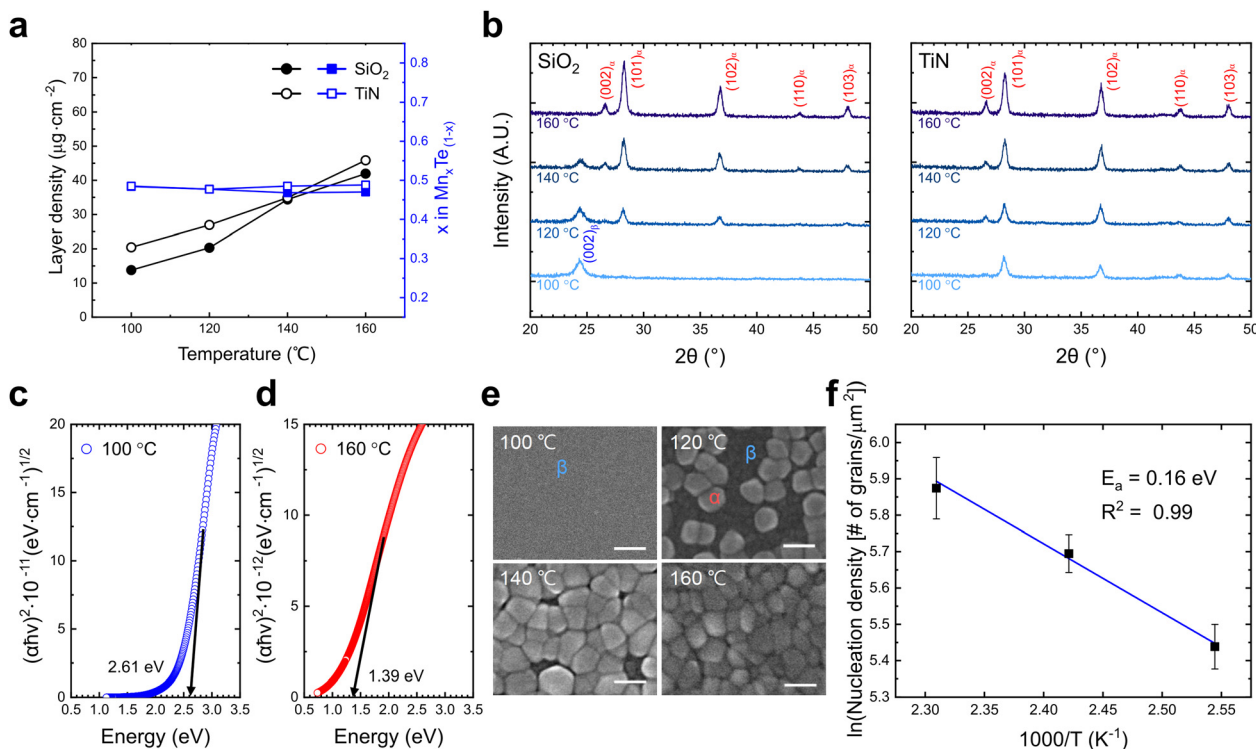 a
Layer density (μg·cm⁻²)
80
70
60
50
40
30
20
10
0
100
120
140
160
Temperature (℃)
SiO₂
TiN
0.8
0.7
0.6
0.5
0.4
0.3
0.2
x in MnₓTe₍₁₋ₓ₎
b
Intensity (A.U.)
SiO₂
(002)α
(101)α
(102)α
(110)α
(103)α
160 °C
140 °C
120 °C
(002)β
100 °C
20 25 30 35 40 45 50
2θ (°)
TiN
(002)α
(101)α
(102)α
(110)α
(103)α
160 °C
140 °C
120 °C
100 °C
20 25 30 35 40 45 50
2θ (°)
c
(αħν)²·10⁻¹¹(eV·cm⁻¹)¹ᐟ²
20
15
10
5
0
100 °C
2.61 eV
0.5 1.0 1.5 2.0 2.5 3.0 3.5
Energy (eV)
d
(αħν)²·10⁻¹²(eV·cm⁻¹)¹ᐟ²
15
10
5
0
160 °C
1.39 eV
0.5 1.0 1.5 2.0 2.5 3.0 3.5
Energy (eV)
e
100 ℃
β
120 ℃
β
α
140 ℃
160 ℃
f
ln(Nucleation density [# of grains/μm²])
6.0
5.9
5.8
5.7
5.6
5.5
5.4
5.3
Eₐ = 0.16 eV
R² = 0.99
2.30 2.35 2.40 2.45 2.50 2.55
1000/T (K⁻¹)